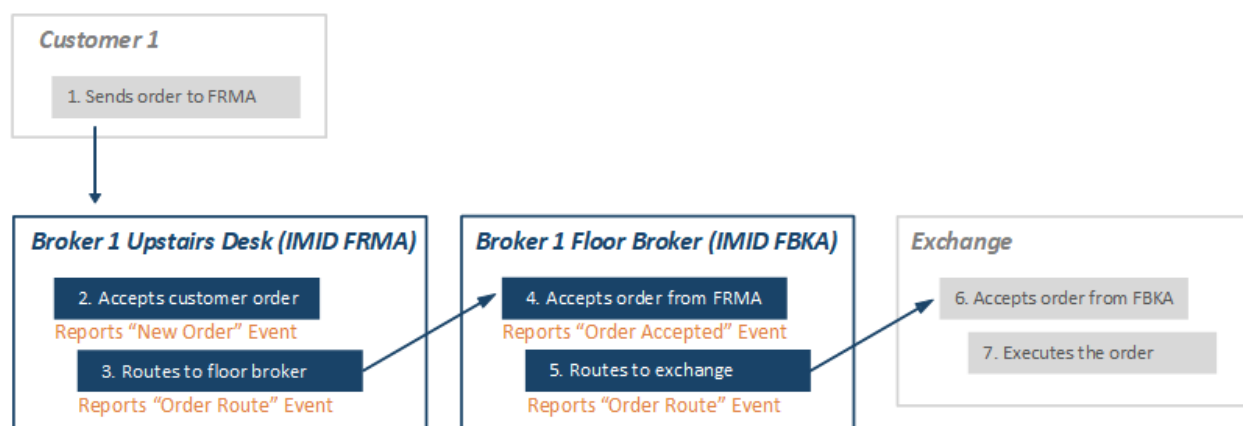 Customer 1
1. Sends order to FRMA
Broker 1 Upstairs Desk (IMID FRMA)
2. Accepts customer order
Reports “New Order” Event
3. Routes to floor broker
Reports “Order Route” Event
Broker 1 Floor Broker (IMID FBKA)
4. Accepts order from FRMA
Reports “Order Accepted” Event
5. Routes to exchange
Reports “Order Route” Event
Exchange
6. Accepts order from FBKA
7. Executes the order